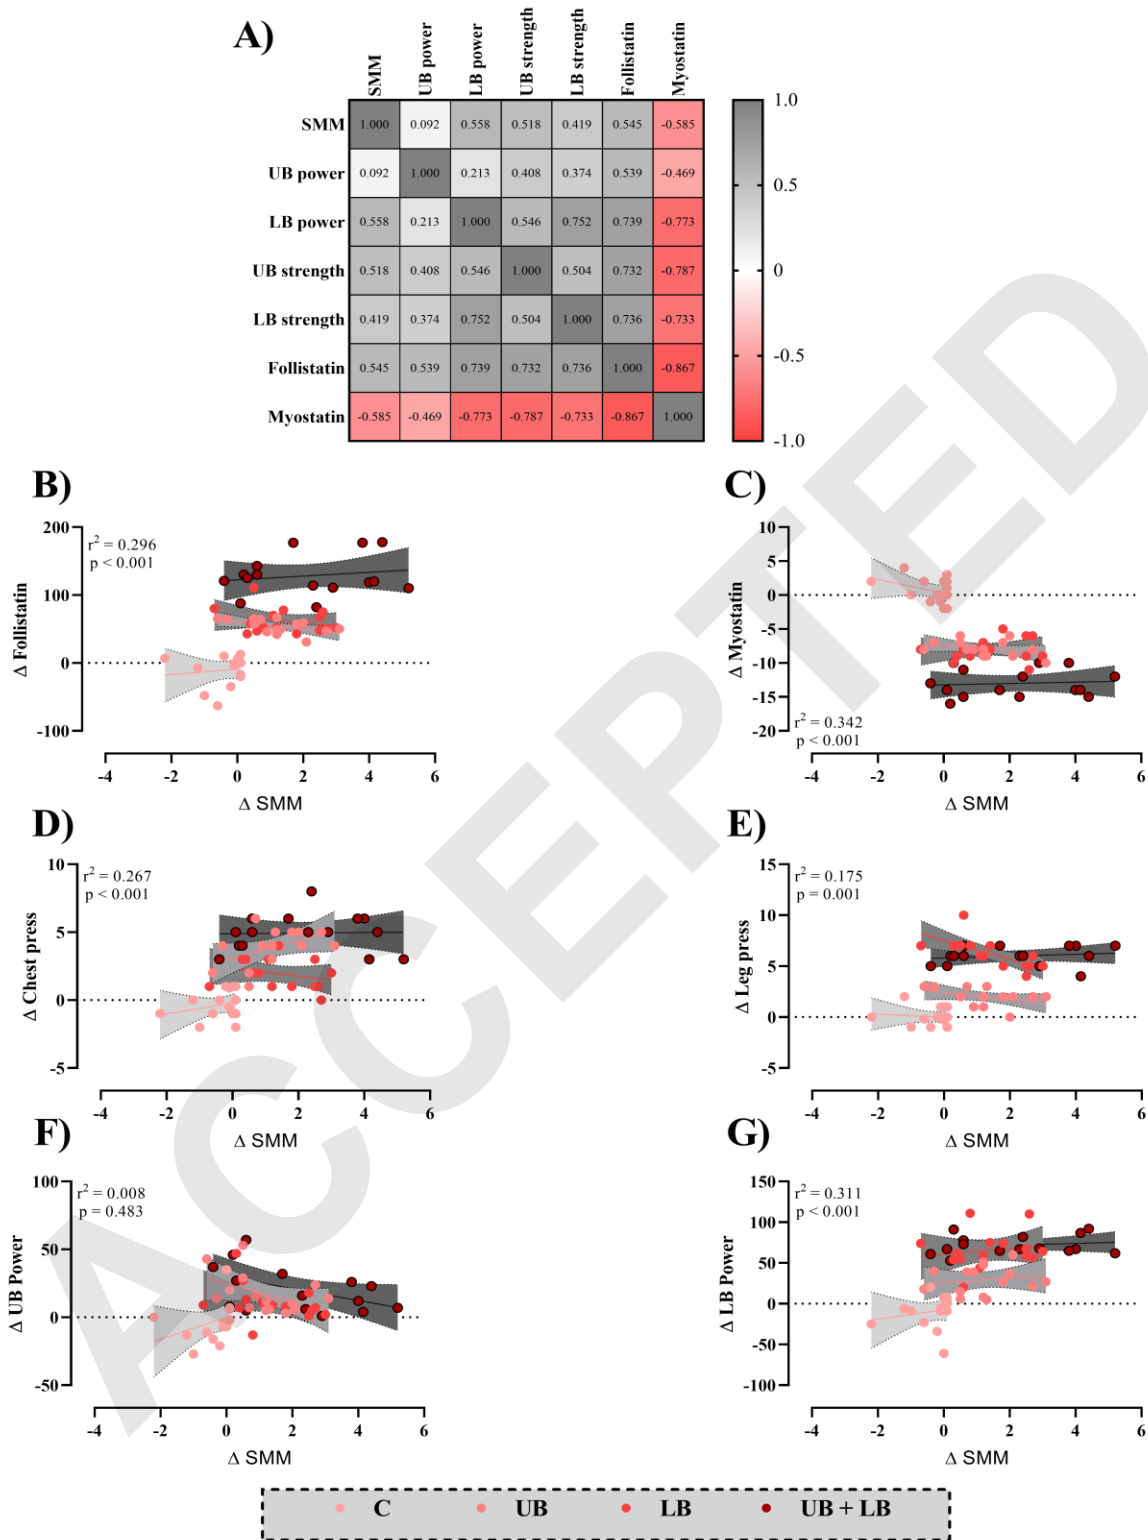 A)
SMM UB power LB power UB strength LB strength Follistatin Myostatin
SMM 1.000 0.092 0.558 0.518 0.419 0.545 -0.585
UB power 0.092 1.000 0.213 0.408 0.374 0.539 -0.469
LB power 0.558 0.213 1.000 0.546 0.752 0.739 -0.773
UB strength 0.518 0.408 0.546 1.000 0.504 0.732 -0.787
LB strength 0.419 0.374 0.752 0.504 1.000 0.736 -0.733
Follistatin 0.545 0.539 0.739 0.732 0.736 1.000 -0.867
Myostatin -0.585 -0.469 -0.773 -0.787 -0.733 -0.867 1.000
1.0
0.5
0
-0.5
-1.0
B)
Δ Follistatin
200
100
0
-100
r² = 0.296
p < 0.001
-4 -2 0 2 4 6
Δ SMM
C)
Δ Myostatin
10
5
0
-5
-10
-15
-20
r² = 0.342
p < 0.001
-4 -2 0 2 4 6
Δ SMM
D)
Δ Chest press
10
5
0
-5
r² = 0.267
p < 0.001
-4 -2 0 2 4 6
Δ SMM
E)
Δ Leg press
15
10
5
0
-5
r² = 0.175
p = 0.001
-4 -2 0 2 4 6
Δ SMM
F)
Δ UB Power
100
50
0
-50
r² = 0.008
p = 0.483
-4 -2 0 2 4 6
Δ SMM
G)
Δ LB Power
150
100
50
0
-50
-100
r² = 0.311
p < 0.001
-4 -2 0 2 4 6
Δ SMM
C UB LB UB + LB
ACCEPTED